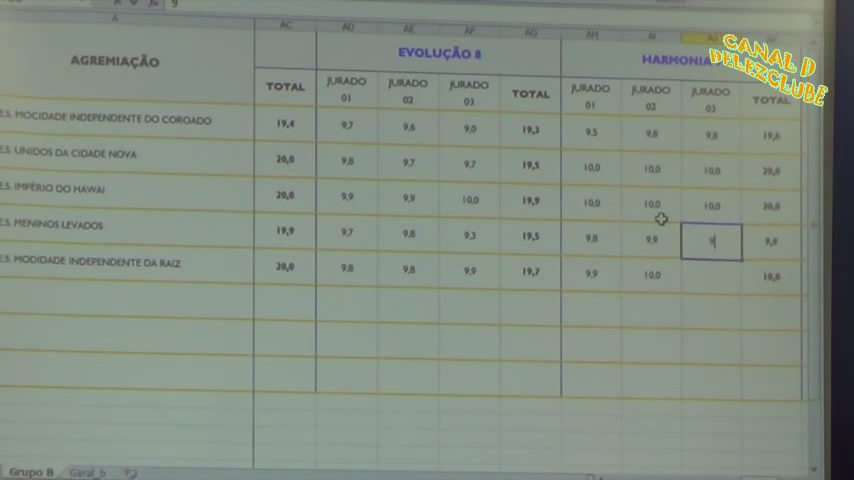 9
A AC AD AE AF AG AH AI
AGREMIAÇÃO EVOLUÇÃO 8 HARMONIA
CANAL D
DELEZCLUBE
TOTAL JURADO 01 JURADO 02 JURADO 03 TOTAL JURADO 01 JURADO 02 JURADO 03 TOTAL
E.S. MOCIDADE INDEPENDENTE DO COROADO 19,4 9,7 9,6 9,0 19,3 9,5 9,8 9,8 19,6
E.S. UNIDOS DA CIDADE NOVA 20,0 9,8 9,7 9,7 19,5 10,0 10,0 10,0 20,0
E.S. IMPÉRIO DO HAWAI 20,0 9,9 9,9 10,0 19,9 10,0 10,0 10,0 20,0
E.S. MENINOS LEVADOS 19,9 9,7 9,8 9,3 19,5 9,8 9,9 9 9,9
E.S. MODIDADE INDEPENDENTE DA RAIZ 20,0 9,8 9,8 9,9 19,7 9,9 10,0 10,0
Grupo B Geral_b